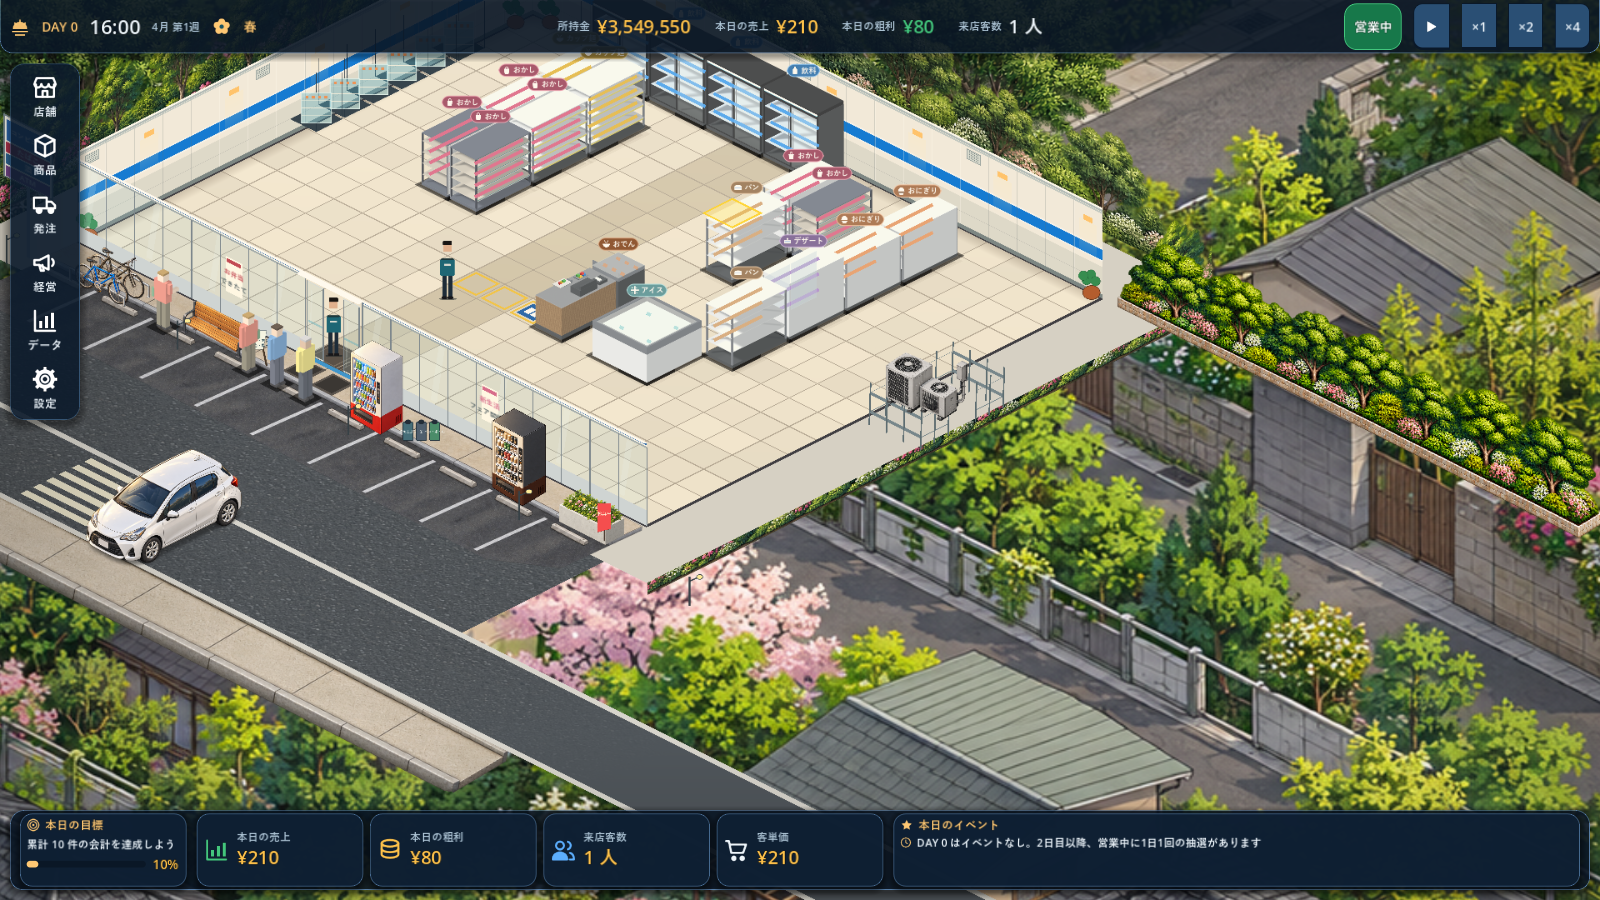 DAY 0 16:00 4月 第1週 春
所持金 ¥3,549,550 本日の売上 ¥210 本日の粗利 ¥80 来店客数 1 人
営業中 ▶ ×1 ×2 ×4
店舗
商品
発注
経営
データ
設定
おかし
おかし
おかし
おかし
飲料
おかし
おかし
パン
おにぎり
おにぎり
デザート
おでん
パン
アイス
本日の目標
累計 10 件の会計を達成しよう
10%
本日の売上
¥210
本日の粗利
¥80
来店客数
1 人
客単価
¥210
本日のイベント
DAY 0 はイベントなし。2日目以降、営業中に1日1回の抽選があります